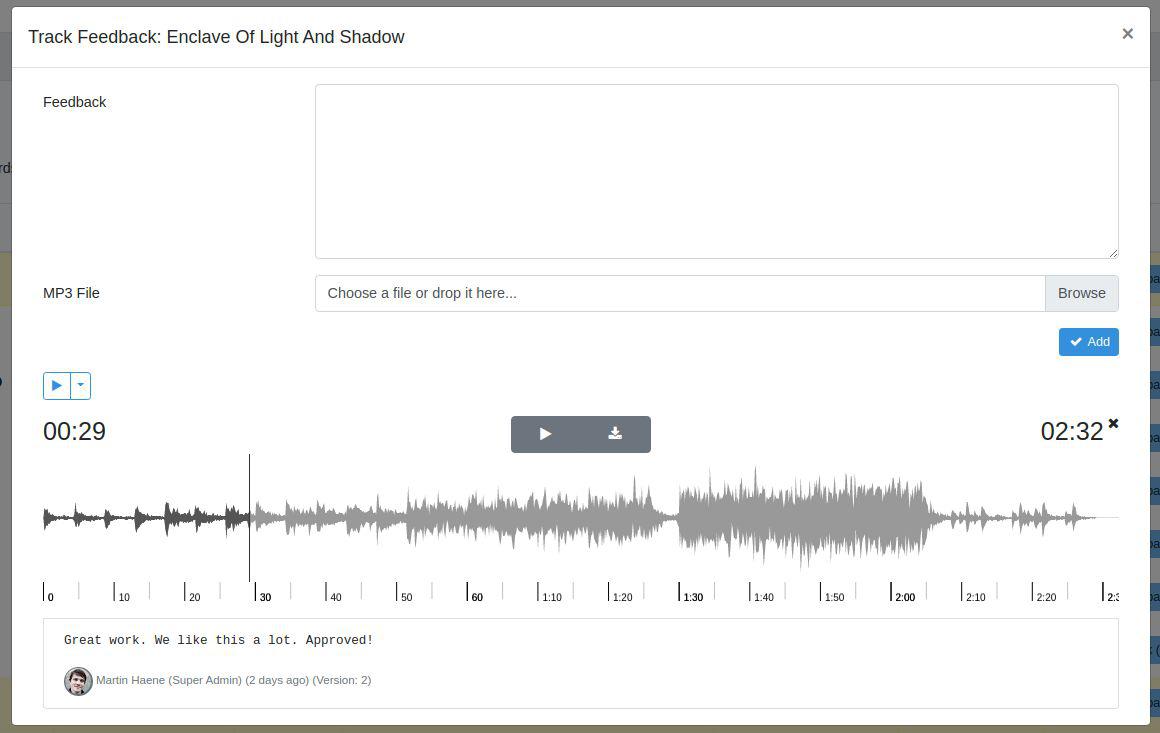 Track Feedback: Enclave Of Light And Shadow ×
Feedback
MP3 File
Choose a file or drop it here... Browse
Add
00:29
02:32
0 10 20 30 40 50 60 1:10 1:20 1:30 1:40 1:50 2:00 2:10 2:20
Great work. We like this a lot. Approved!
Martin Haene (Super Admin) (2 days ago) (Version: 2)